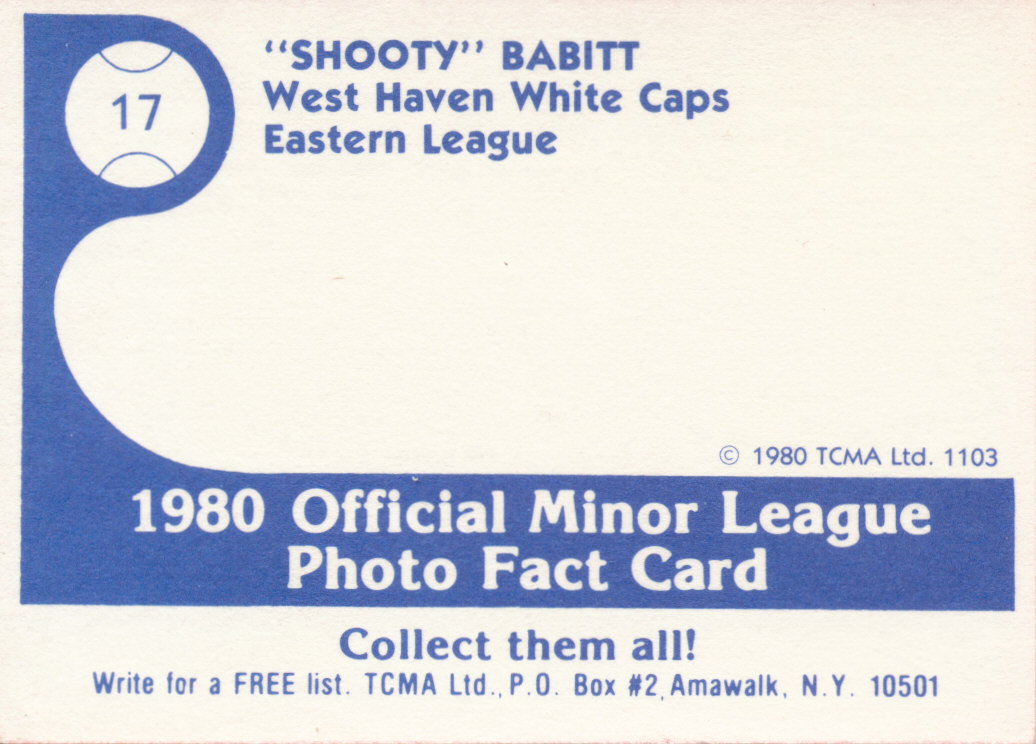 17
“SHOOTY” BABITT
West Haven White Caps
Eastern League
© 1980 TCMA Ltd. 1103
1980 Official Minor League
Photo Fact Card
Collect them all!
Write for a FREE list. TCMA Ltd., P.O. Box #2, Amawalk, N.Y. 10501